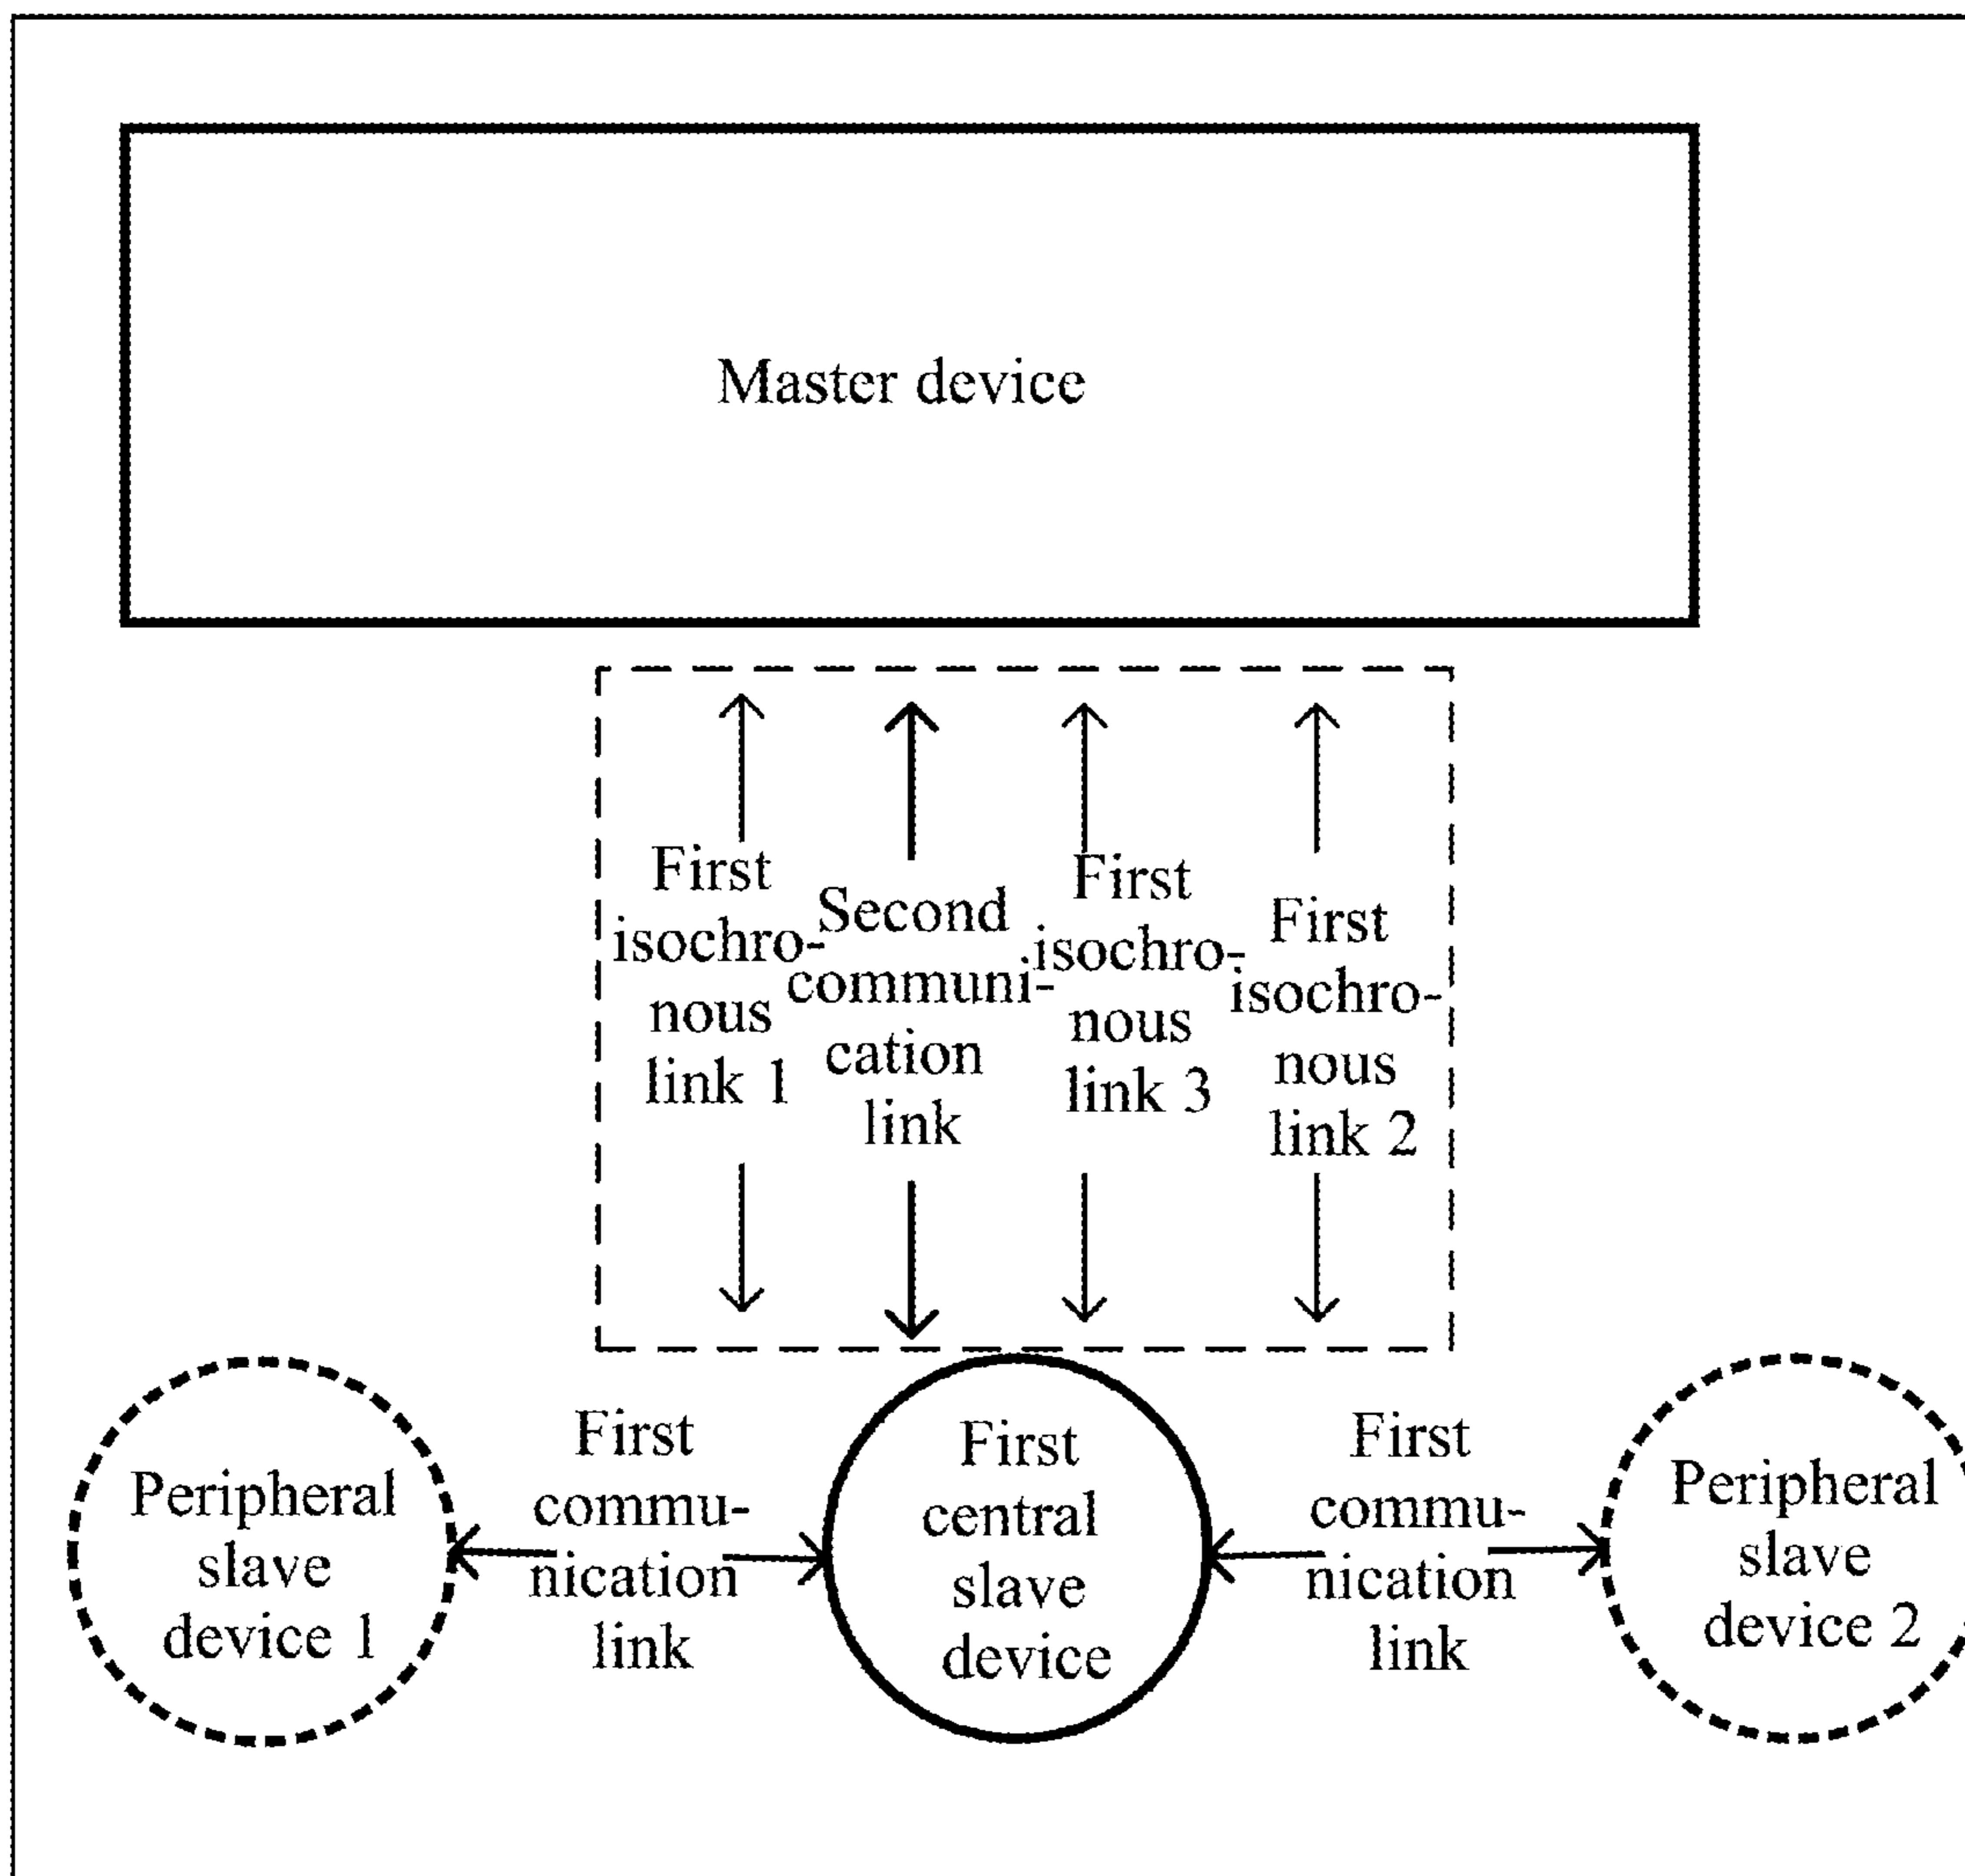 Master device
First
isochro-
nous
link 1
Second
communi-
cation
link
First
isochro-
nous
link 3
First
isochro-
nous
link 2
Peripheral
slave
device 1
First
commu-
nication
link
First
central
slave
device
First
commu-
nication
link
Peripheral
slave
device 2